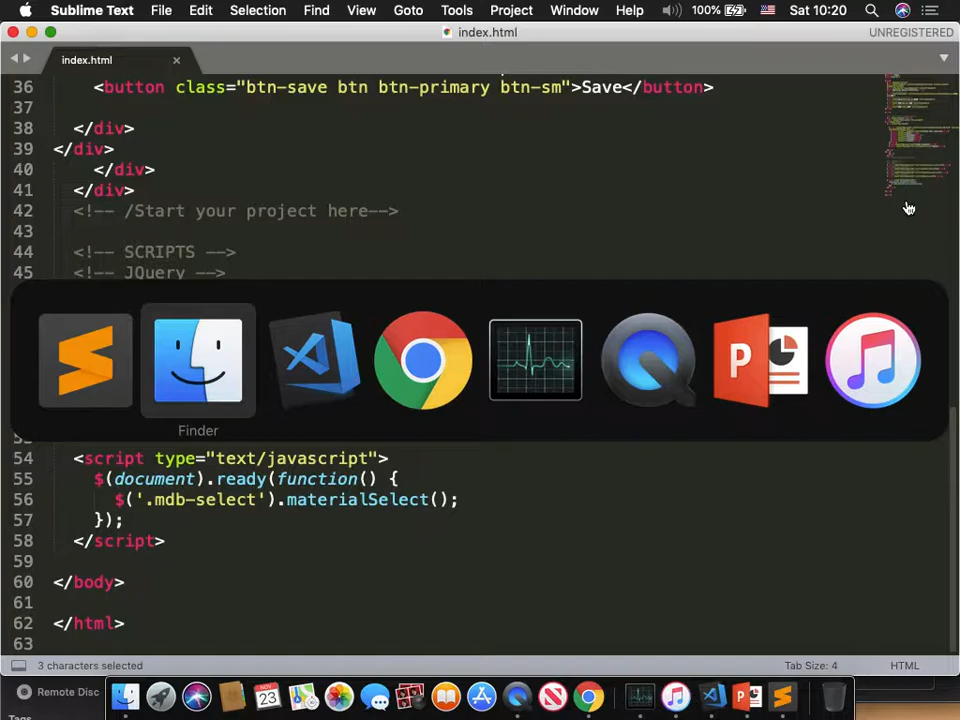 Sublime Text File Edit Selection Find View Goto Tools Project Window Help 100% Sat 10:20
index.html UNREGISTERED
index.html
36 <button class="btn-save btn btn-primary btn-sm">Save</button>
37
38 </div>
39 </div>
40 </div>
41 </div>
42 <!-- /Start your project here-->
43
44 <!-- SCRIPTS -->
45 <!-- JQuery -->
P
Finder
54 <script type="text/javascript">
55 $(document).ready(function() {
56 $('.mdb-select').materialSelect();
57 });
58 </script>
59
60 </body>
61
62 </html>
63
3 characters selected Tab Size: 4 HTML
Remote Disc
NOV
23
P